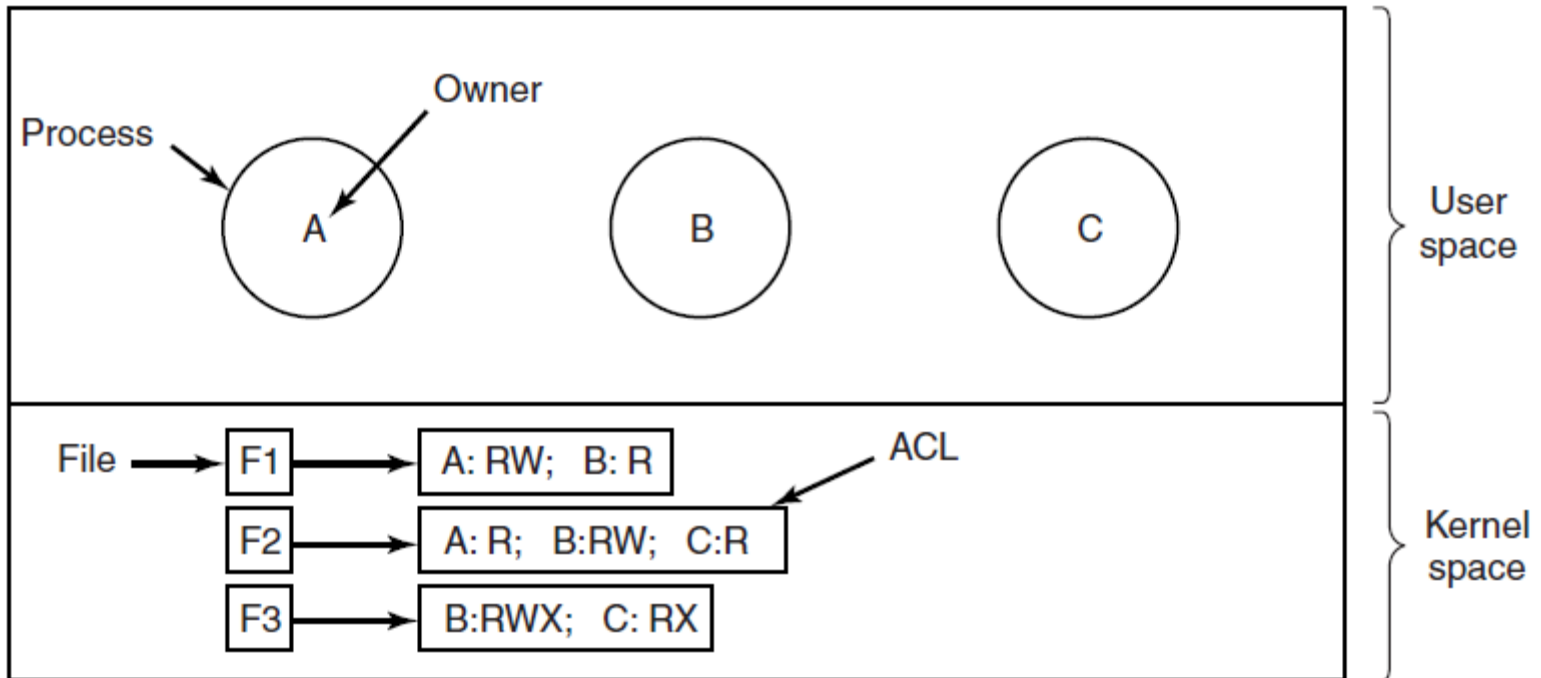 Owner
Process
A
B
C
User
space
File
F1
A: RW; B: R
ACL
F2
A: R; B:RW; C:R
F3
B:RWX; C: RX
Kernel
space